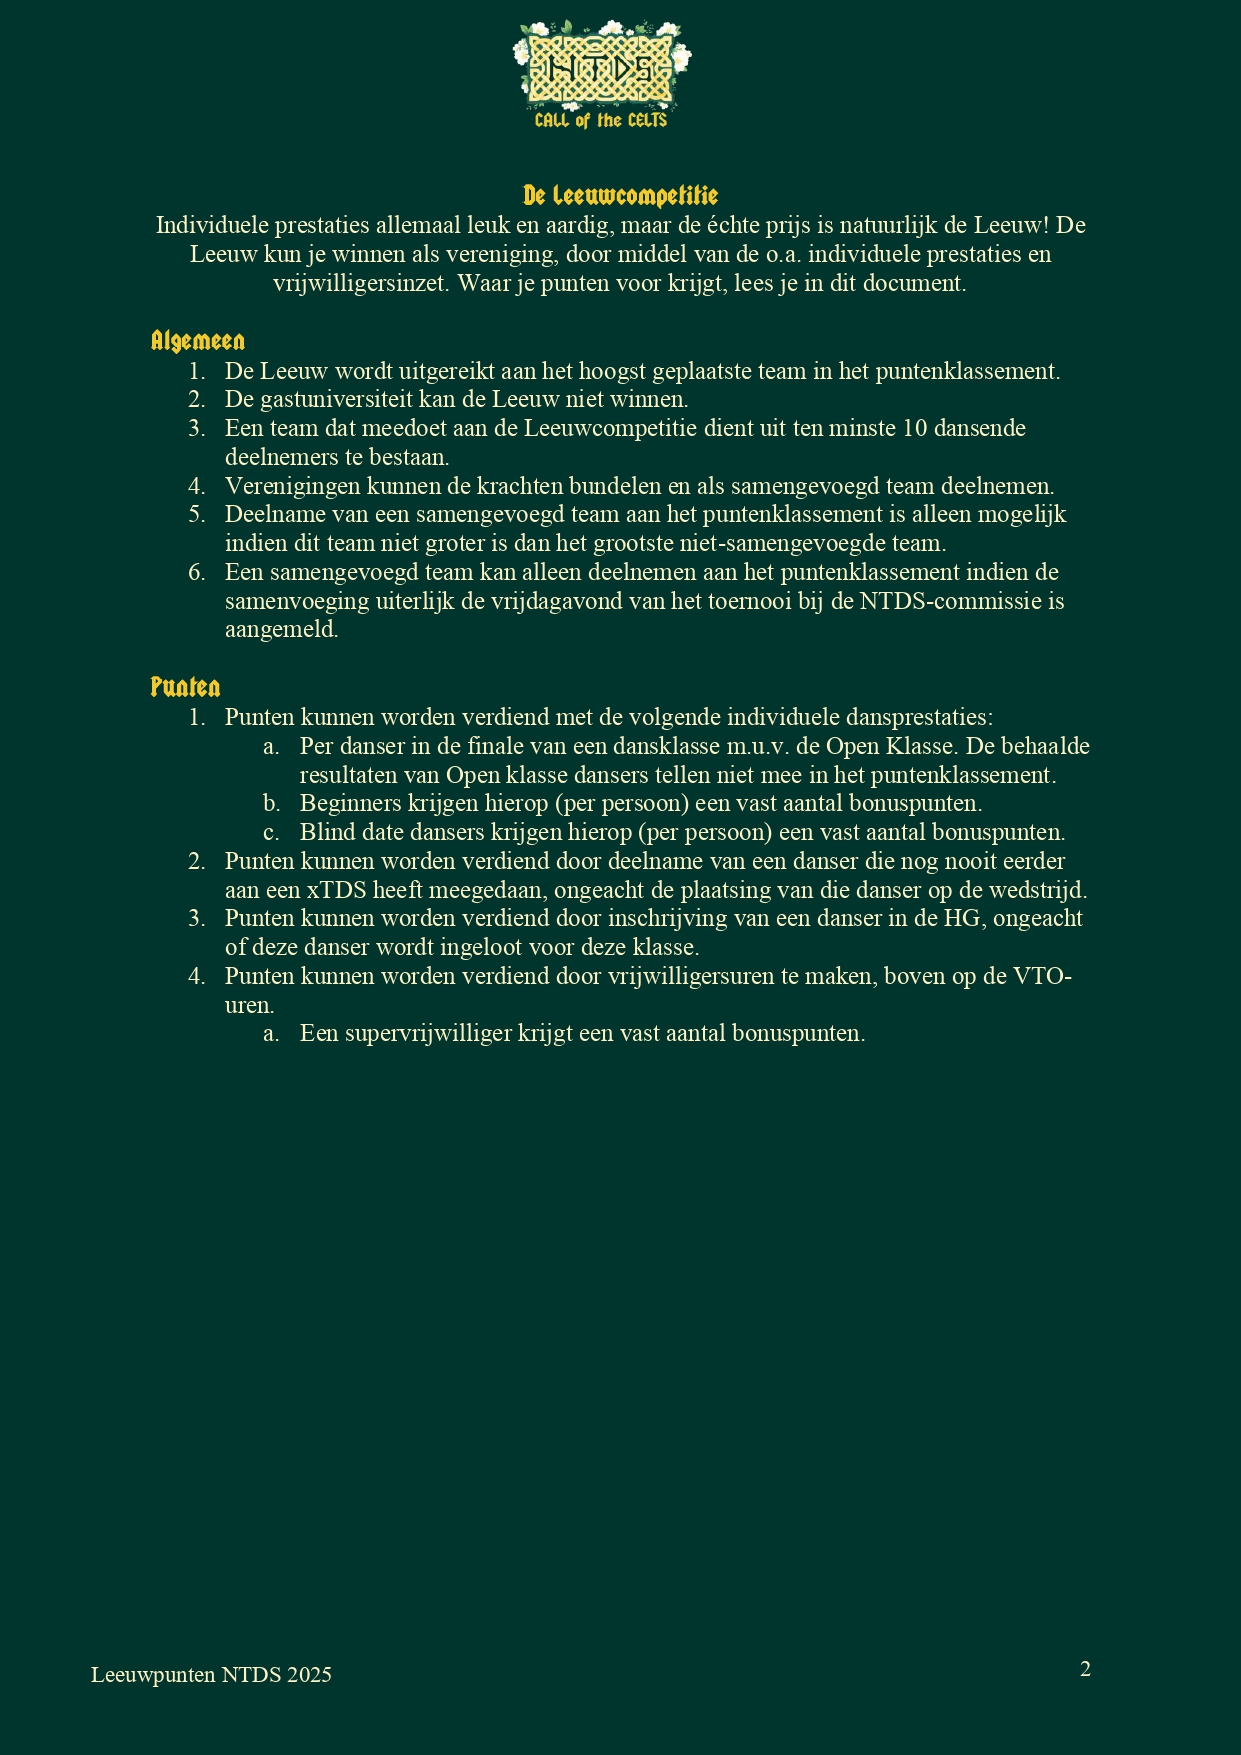 NTDS
CALL of the CELTS
De Leeuwcompetitie
Individuele prestaties allemaal leuk en aardig, maar de échte prijs is natuurlijk de Leeuw! De
Leeuw kun je winnen als vereniging, door middel van de o.a. individuele prestaties en
vrijwilligersinzet. Waar je punten voor krijgt, lees je in dit document.
Algemeen
1. De Leeuw wordt uitgereikt aan het hoogst geplaatste team in het puntenklassement.
2. De gastuniversiteit kan de Leeuw niet winnen.
3. Een team dat meedoet aan de Leeuwcompetitie dient uit ten minste 10 dansende
deelnemers te bestaan.
4. Verenigingen kunnen de krachten bundelen en als samengevoegd team deelnemen.
5. Deelname van een samengevoegd team aan het puntenklassement is alleen mogelijk
indien dit team niet groter is dan het grootste niet-samengevoegde team.
6. Een samengevoegd team kan alleen deelnemen aan het puntenklassement indien de
samenvoeging uiterlijk de vrijdagavond van het toernooi bij de NTDS-commissie is
aangemeld.
Punten
1. Punten kunnen worden verdiend met de volgende individuele dansprestaties:
a. Per danser in de finale van een dansklasse m.u.v. de Open Klasse. De behaalde
resultaten van Open klasse dansers tellen niet mee in het puntenklassement.
b. Beginners krijgen hierop (per persoon) een vast aantal bonuspunten.
c. Blind date dansers krijgen hierop (per persoon) een vast aantal bonuspunten.
2. Punten kunnen worden verdiend door deelname van een danser die nog nooit eerder
aan een xTDS heeft meegedaan, ongeacht de plaatsing van die danser op de wedstrijd.
3. Punten kunnen worden verdiend door inschrijving van een danser in de HG, ongeacht
of deze danser wordt ingeloot voor deze klasse.
4. Punten kunnen worden verdiend door vrijwilligersuren te maken, boven op de VTO-
uren.
a. Een supervrijwilliger krijgt een vast aantal bonuspunten.
Leeuwpunten NTDS 2025
2